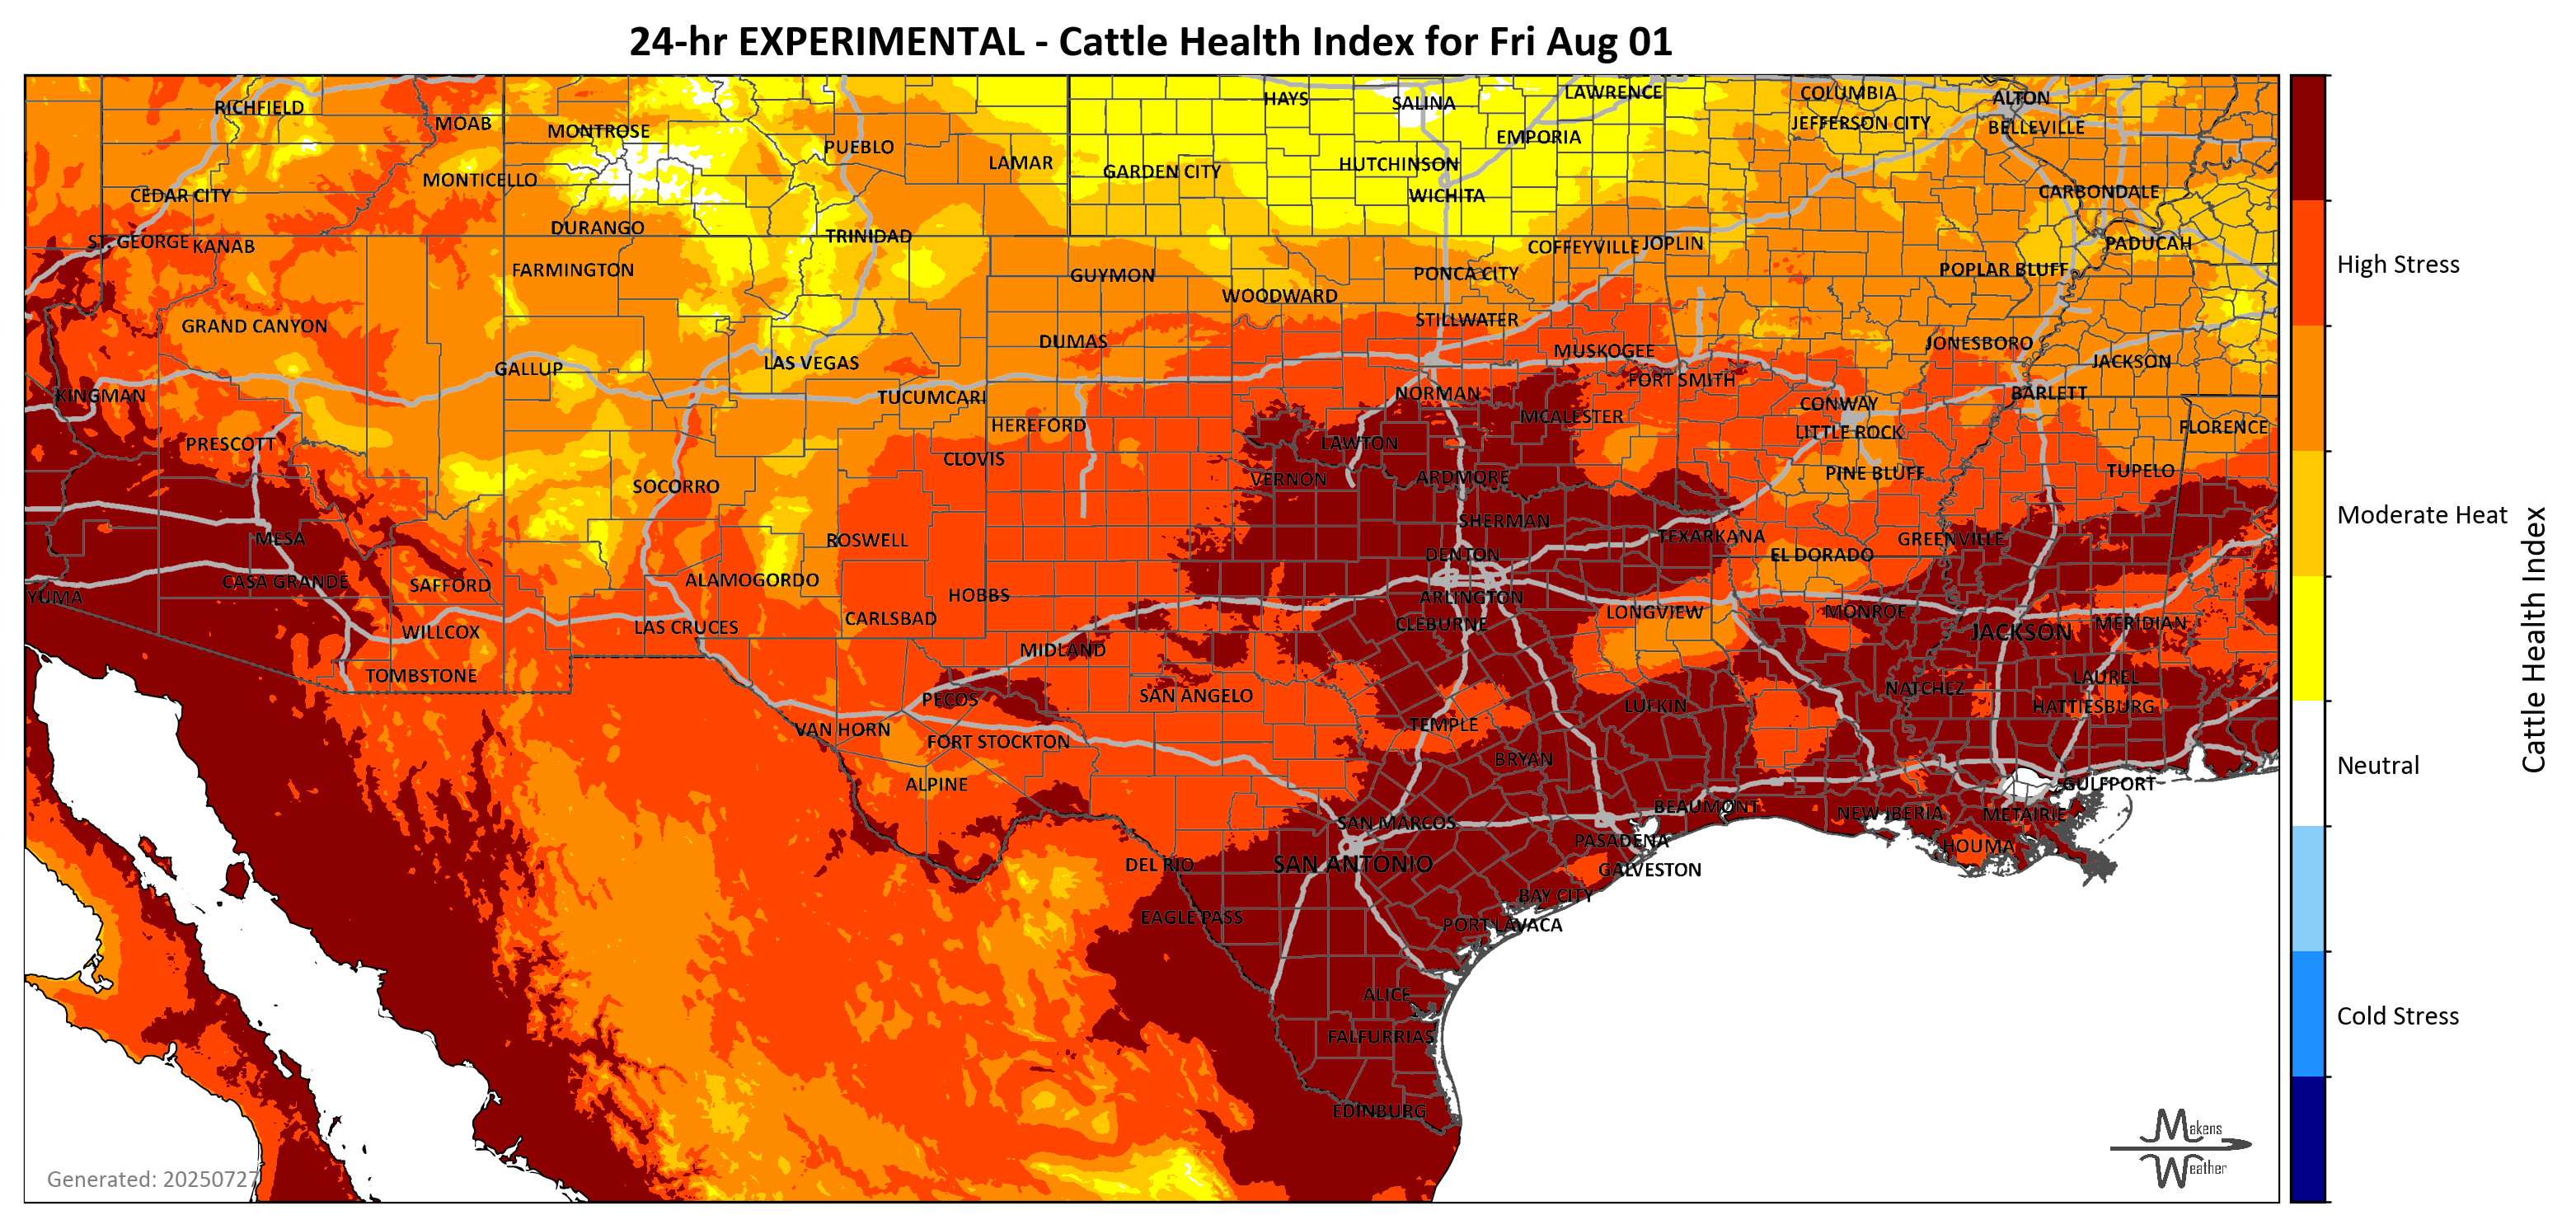 24-hr EXPERIMENTAL - Cattle Health Index for Fri Aug 01
HAYS
SALINA
LAWRENCE
COLUMBIA
ALTON
RICHFIELD
MOAB
MONTROSE
PUEBLO
EMPORIA
JEFFERSON CITY
BELLEVILLE
LAMAR
GARDEN CITY
HUTCHINSON
MONTICELLO
CEDAR CITY
WICHITA
CARBONDALE
DURANGO
TRINIDAD
ST. GEORGE
KANAB
COFFEYVILLE
JOPLIN
PADUCAH
FARMINGTON
GUYMON
PONCA CITY
POPLAR BLUFF
WOODWARD
GRAND CANYON
STILLWATER
DUMAS
MUSKOGEE
JONESBORO
GALLUP
LAS VEGAS
JACKSON
FORT SMITH
KINGMAN
TUCUMCARI
NORMAN
BARLETT
CONWAY
MCALESTER
HEREFORD
LITTLE ROCK
FLORENCE
PRESCOTT
LAWTON
CLOVIS
PINE BLUFF
TUPELO
SOCORRO
VERNON
ARDMORE
SHERMAN
MESA
ROSWELL
TEXARKANA
GREENVILLE
DENTON
EL DORADO
CASA GRANDE
SAFFORD
ALAMOGORDO
YUMA
HOBBS
ARLINGTON
LONGVIEW
MONROE
CARLSBAD
CLEBURNE
MERIDIAN
WILLCOX
LAS CRUCES
JACKSON
MIDLAND
TOMBSTONE
LAUREL
PECOS
SAN ANGELO
NATCHEZ
LUFKIN
HATTIESBURG
VAN HORN
TEMPLE
FORT STOCKTON
BRYAN
ALPINE
GULFPORT
BEAUMONT
NEW IBERIA
METAIRIE
SAN MARCOS
PASADENA
HOUMA
DEL RIO
SAN ANTONIO
GALVESTON
BAY CITY
EAGLE PASS
PORT LAVACA
ALICE
FALFURRIAS
EDINBURG
Generated: 20250727
Makens
Weather
High Stress
Moderate Heat
Neutral
Cold Stress
Cattle Health Index